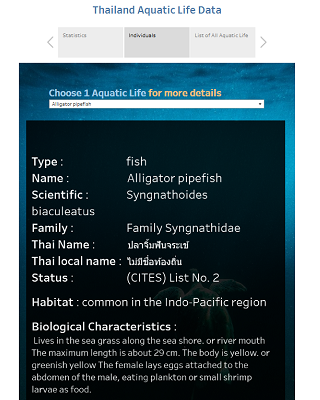 Thailand Aquatic Life Data
Statistics
Individuals
List of All Aquatic Life
Choose 1 Aquatic Life for more details
Alligator pipefish
Type : fish
Name : Alligator pipefish
Scientific : Syngnathoides
biaculeatus
Family : Family Syngnathidae
Thai Name : ปลาจิ้มฟันจระเข้
Thai local name : ไม่มีชื่อท้องถิ่น
Status : (CITES) List No. 2
Habitat : common in the Indo-Pacific region
Biological Characteristics :
Lives in the sea grass along the sea shore. or river mouth
The maximum length is about 29 cm. The body is yellow. or
greenish yellow The female lays eggs attached to the
abdomen of the male, eating plankton or small shrimp
larvae as food.